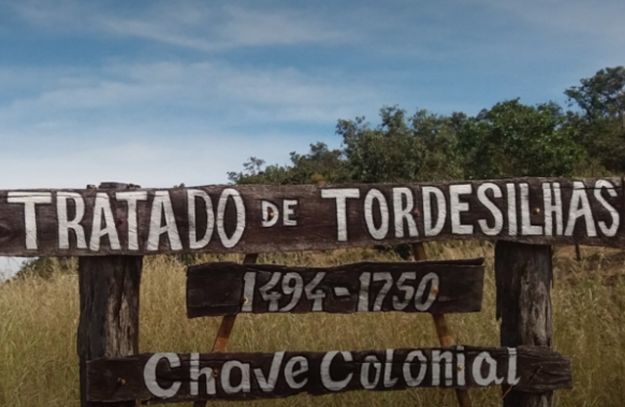 TRATADO DE TORDESILHAS
1494-1750
Chave Colonial